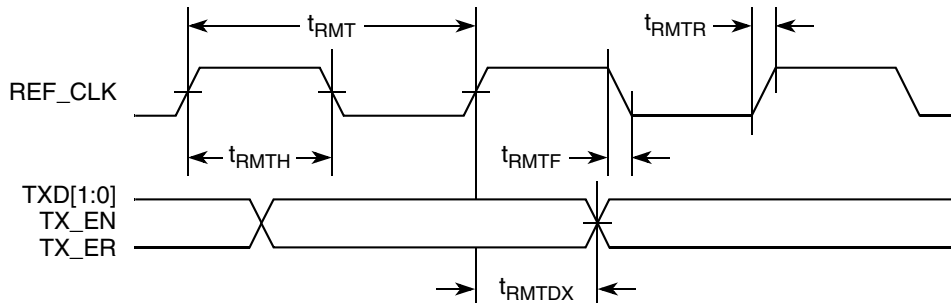 tRMT
tRMTR
REF_CLK
tRMTH
tRMTF
TXD[1:0]
TX_EN
TX_ER
tRMTDX